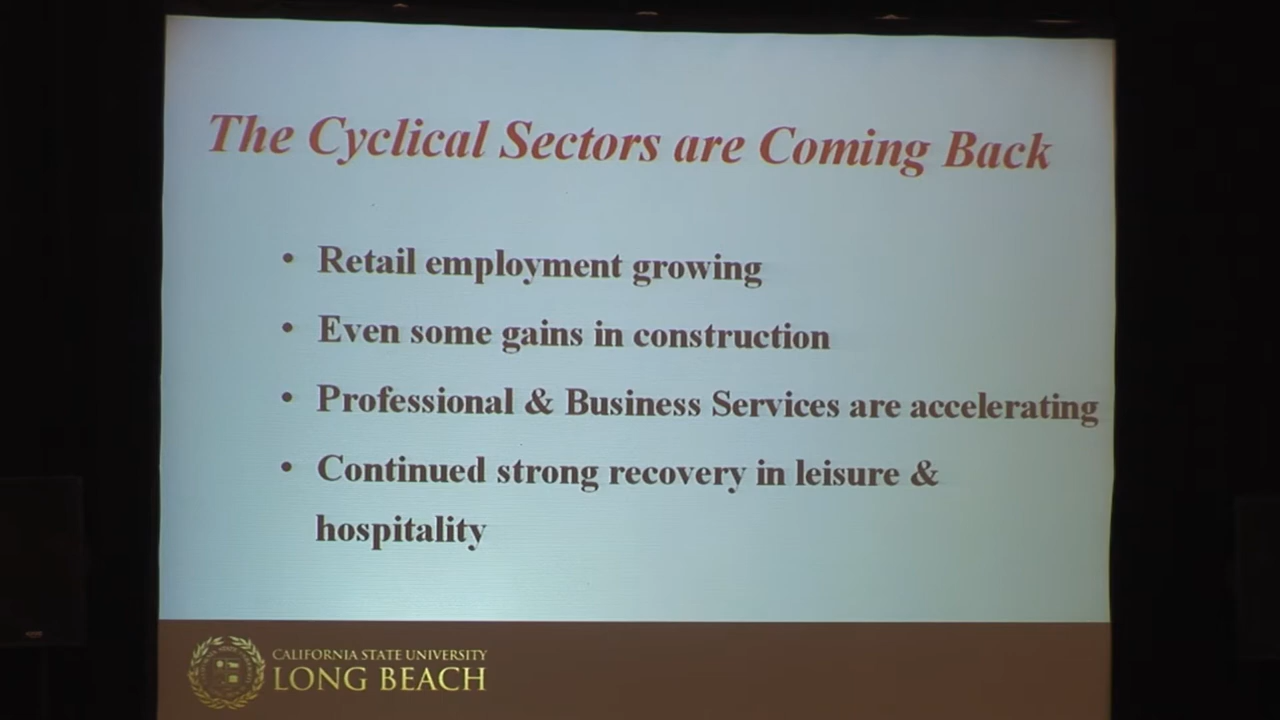 The Cyclical Sectors are Coming Back
• Retail employment growing
• Even some gains in construction
• Professional & Business Services are accelerating
• Continued strong recovery in leisure &
hospitality
CALIFORNIA STATE UNIVERSITY
LONG BEACH